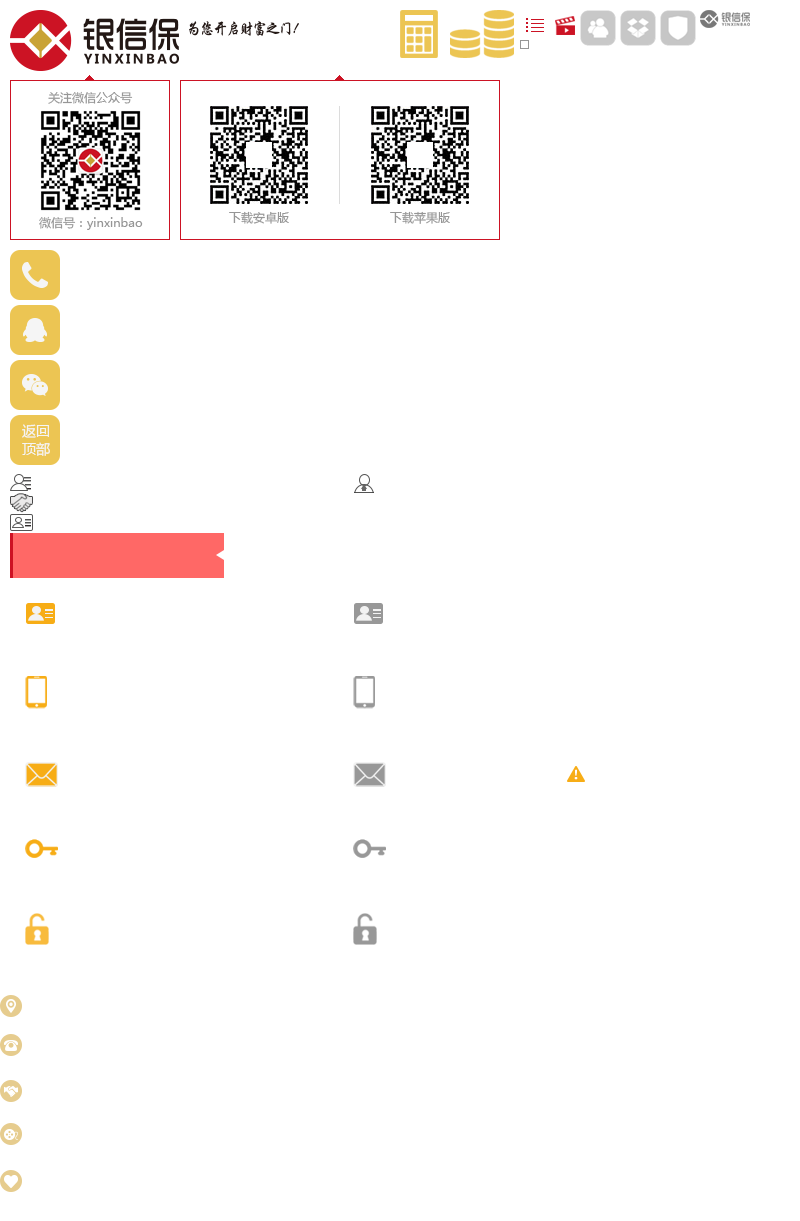 银信保
YINXINBAO
为您开启财富之门!
银信保
YINXINBAO
关注微信公众号
微信号：yinxinbao
下载安卓版
下载苹果版
返回
顶部